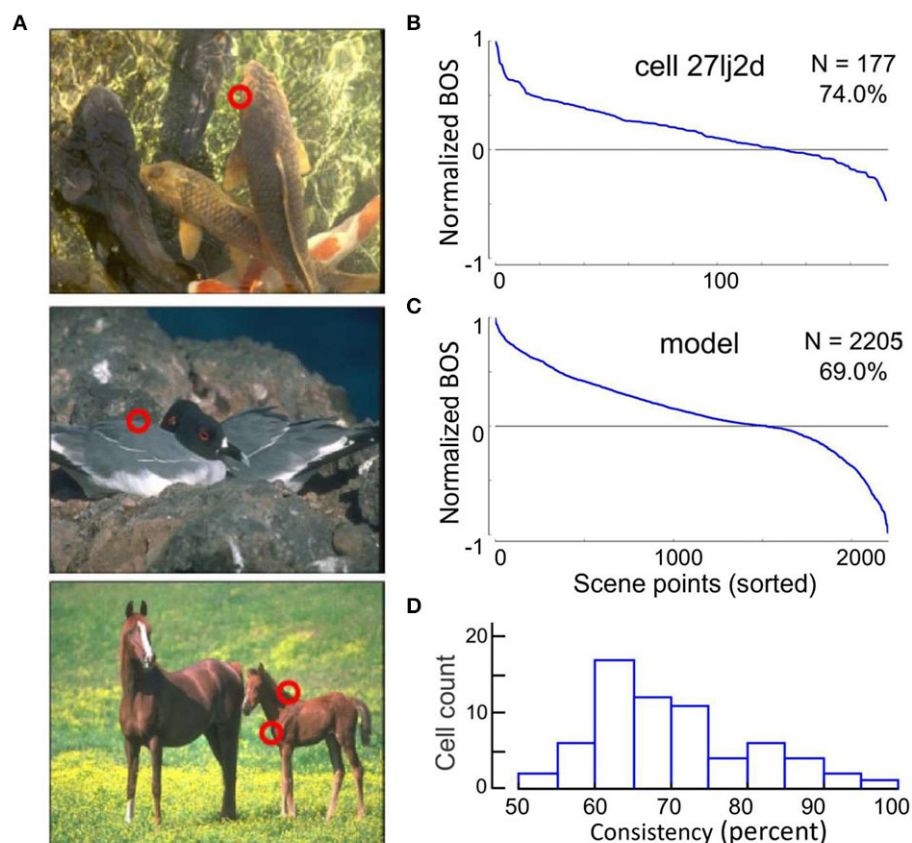 A
B
1
Normalized BOS
0
-1
cell 27lj2d
N = 177
74.0%
0
100
C
1
Normalized BOS
0
-1
model
N = 2205
69.0%
0
1000
2000
Scene points (sorted)
D
20
10
0
Cell count
50
60
70
80
90
100
Consistency (percent)